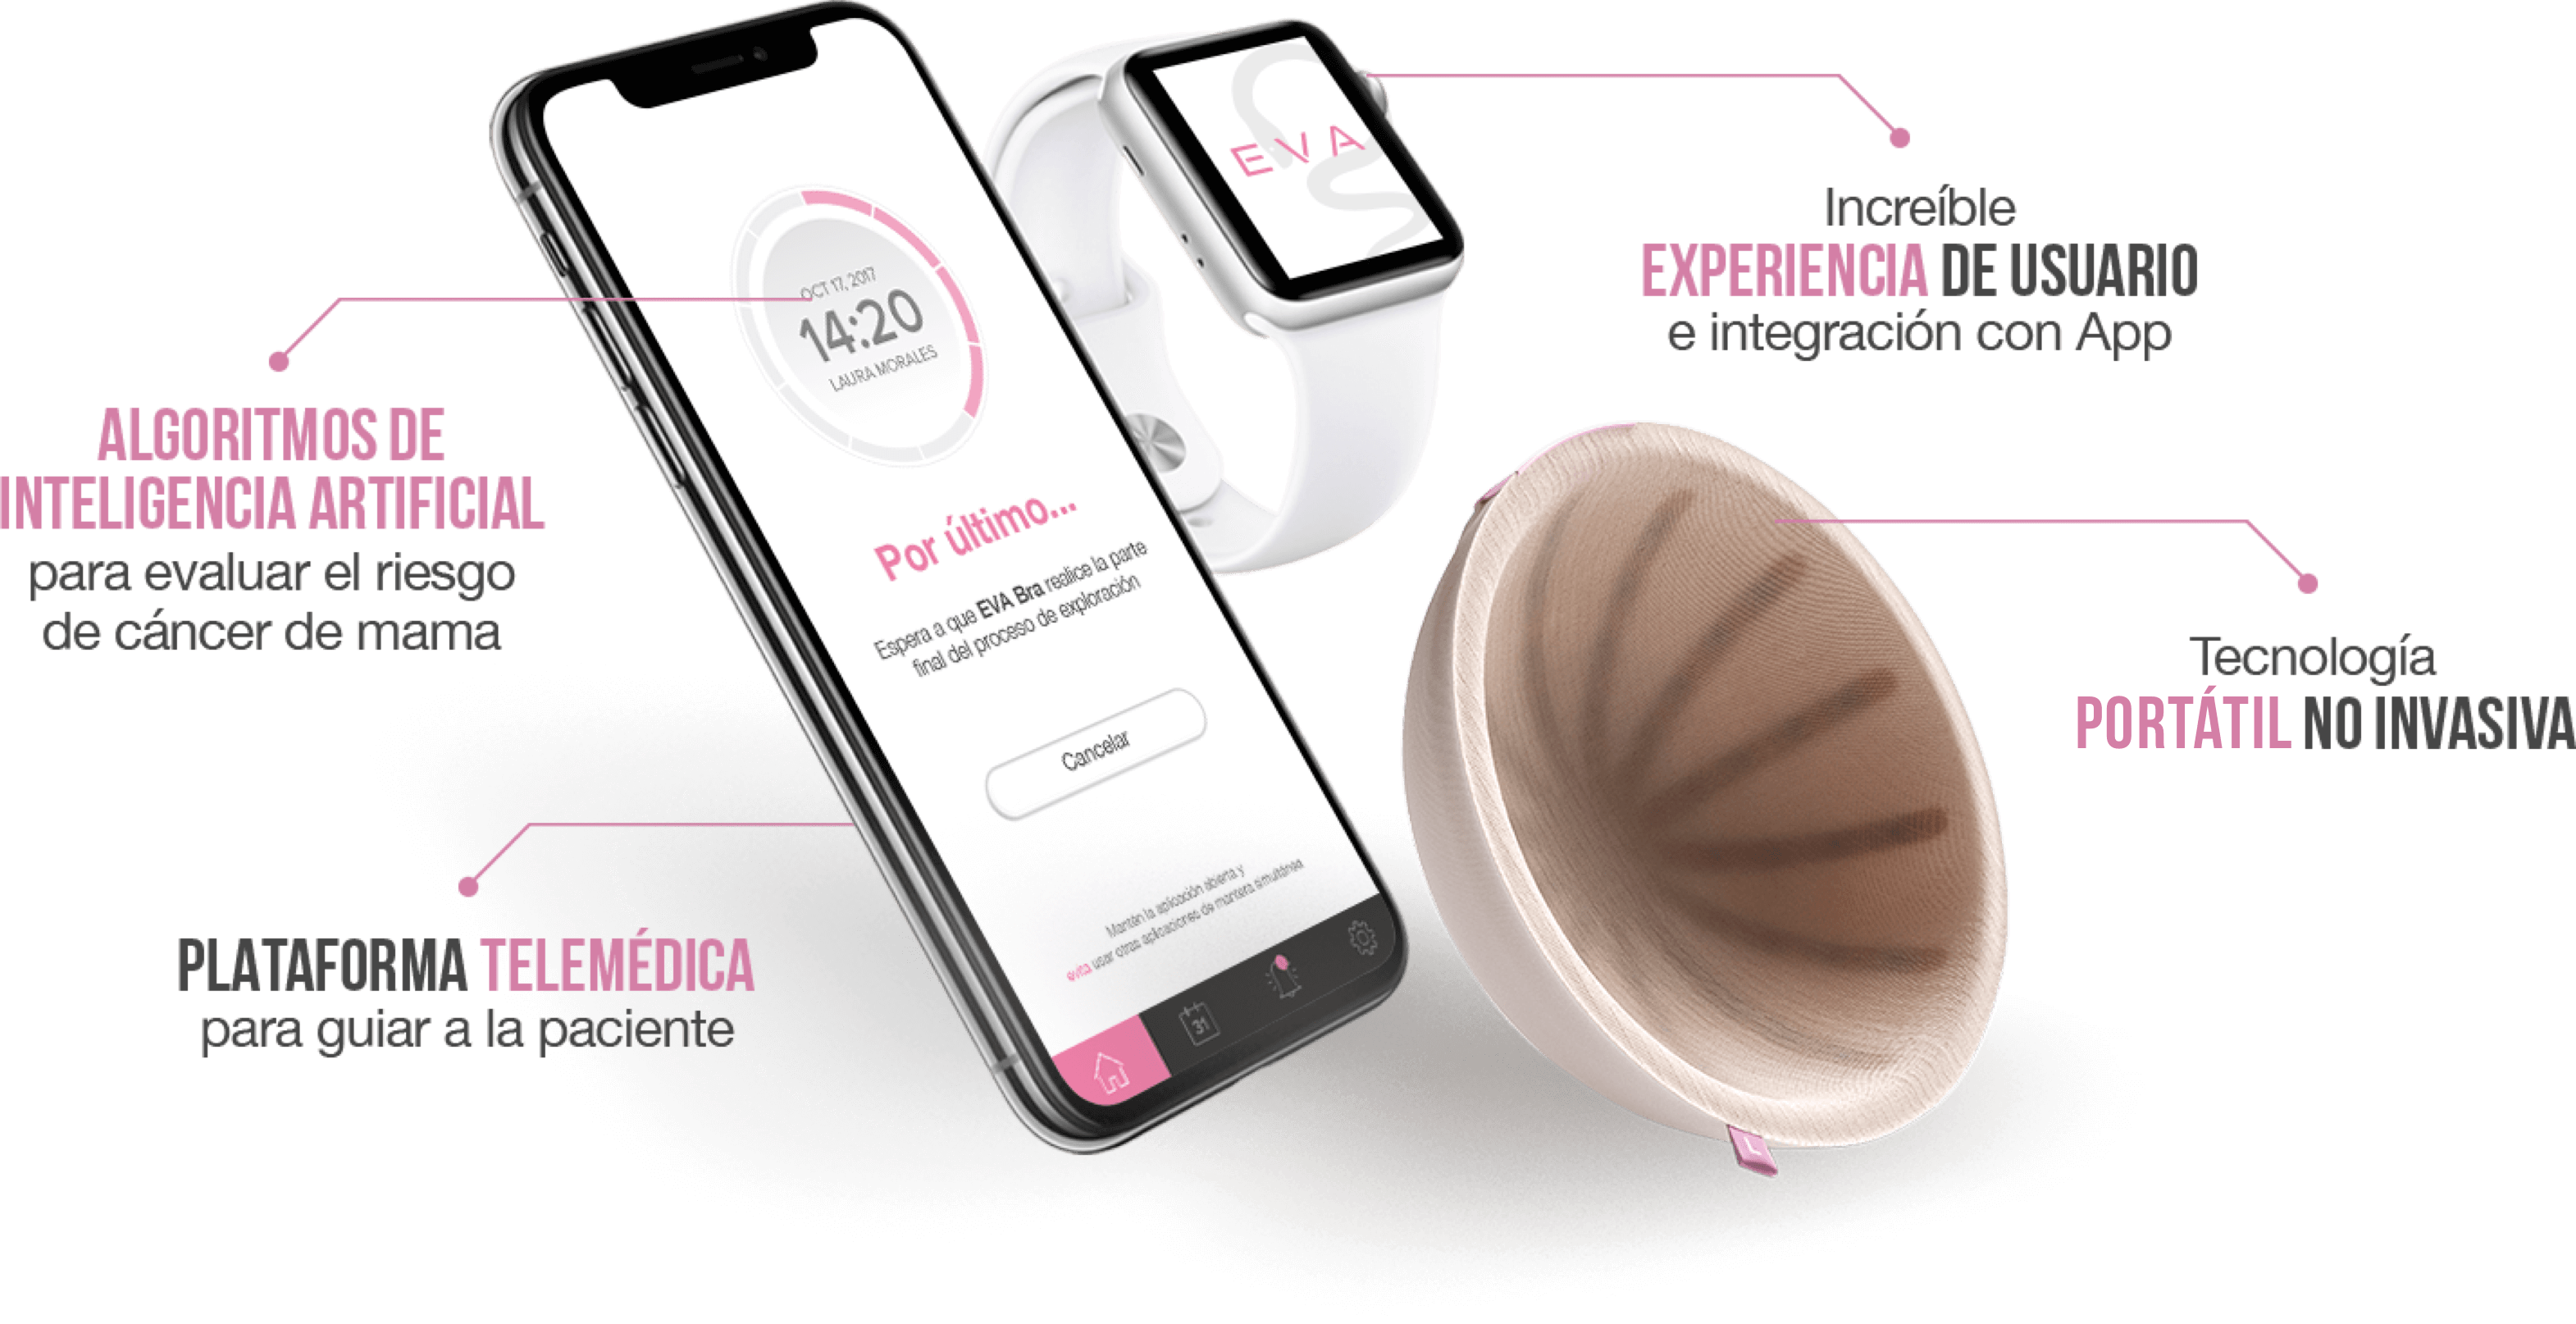 EVA
Increíble
EXPERIENCIA DE USUARIO
e integración con App
OCT 17, 2017
14:20
LAURA MORALES
ALGORITMOS DE
INTELIGENCIA ARTIFICIAL
para evaluar el riesgo
de cáncer de mama
Por último...
Espera a que EVA Bra realice la parte
final del proceso de exploración
Cancelar
Tecnología
PORTÁTIL NO INVASIVA
Mantén la aplicación abierta y
evita usar otras aplicaciones de manera simultánea
PLATAFORMA TELEMÉDICA
para guiar a la paciente
31
L